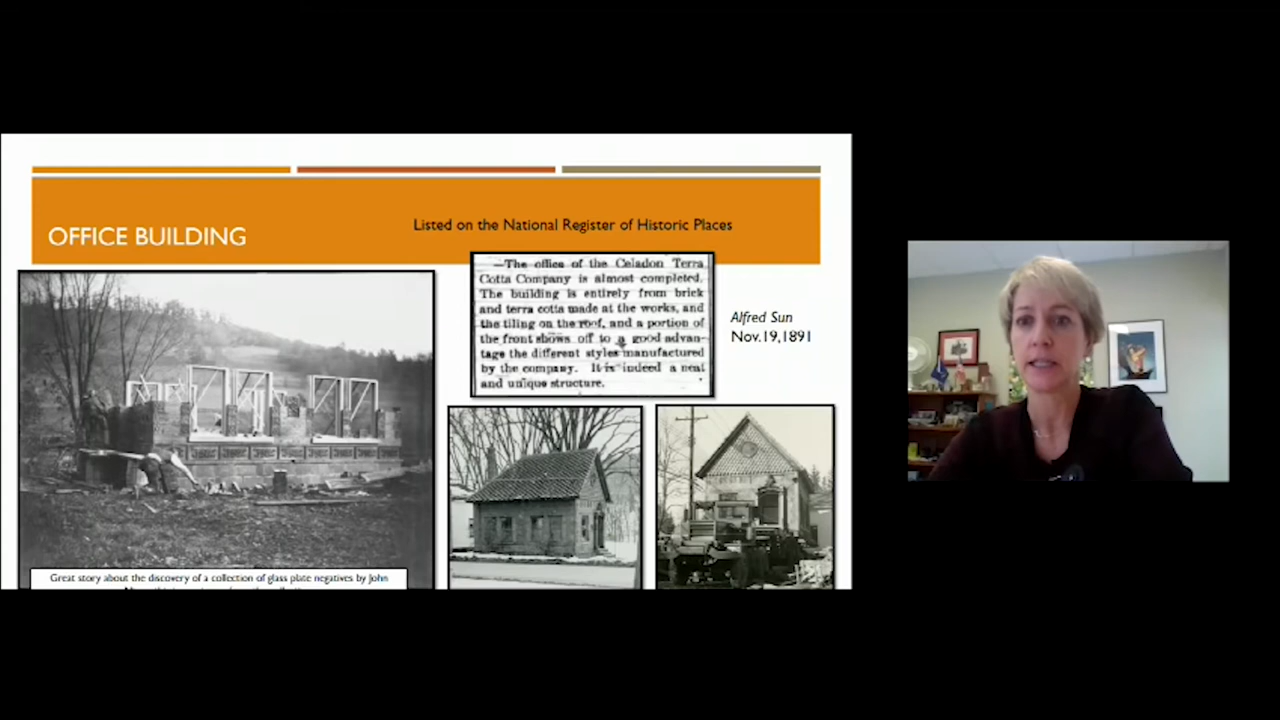 Listed on the National Register of Historic Places
OFFICE BUILDING
—The office of the Celadon Terra
Cotta Company is almost completed.
The building is entirely from brick
and terra cotta made at the works, and
the tiling on the roof, and a portion of
the front shows off to a good advan-
tage the different styles manufactured
by the company. It is indeed a neat
and unique structure.
Alfred Sun
Nov.19,1891
Great story about the discovery of a collection of glass plate negatives by John